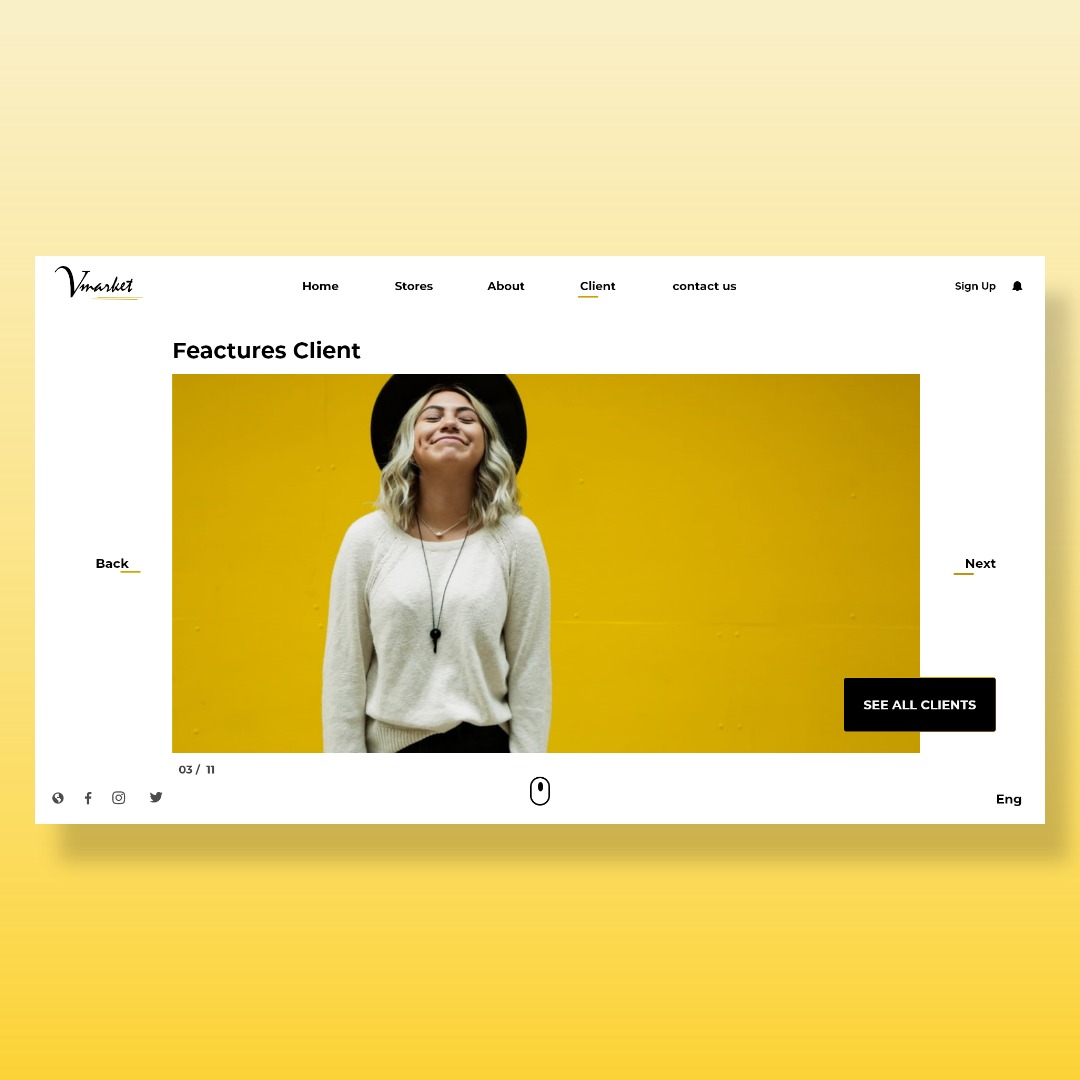 Vmarket
Home
Stores
About
Client
contact us
Sign Up
Feactures Client
Back
Next
SEE ALL CLIENTS
03 / 11
Eng